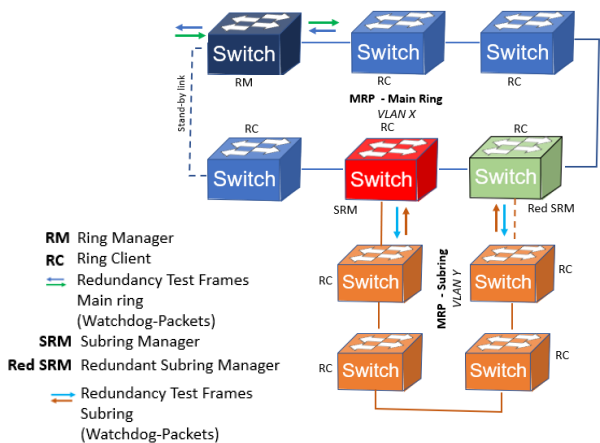 Switch
RM
Switch
RC
Switch
RC
Stand-by link
MRP - Main Ring
VLAN X
RC
Switch
RC
Switch
SRM
RC
Switch
Red SRM
RC
Switch
MRP - Subring
VLAN Y
Switch
RC
RC
Switch
Switch
RC
RM Ring Manager
RC Ring Client
Redundancy Test Frames
Main ring
(Watchdog-Packets)
SRM Subring Manager
Red SRM Redundant Subring Manager
Redundancy Test Frames
Subring
(Watchdog-Packets)